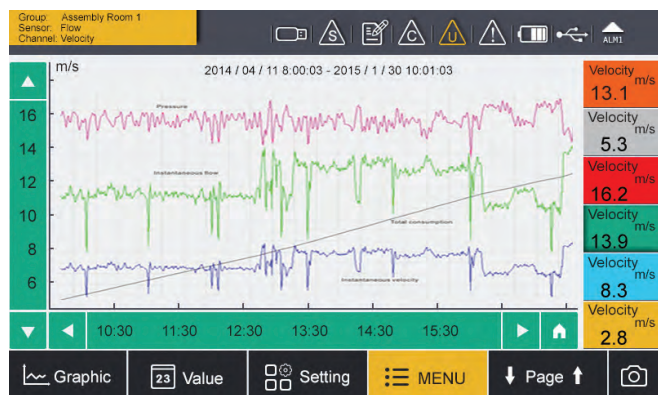 Group: Assembly Room 1
Sensor: Flow
Channel: Velocity
S
C
U
ALM1
m/s
2014 / 04 / 11 8:00:03 - 2015 / 1 / 30 10:01:03
16
14
12
10
8
6
Pressure
Instantaneous flow
Total consumption
Instantaneous velocity
Velocity m/s
13.1
Velocity m/s
5.3
Velocity m/s
16.2
Velocity m/s
13.9
Velocity m/s
8.3
Velocity m/s
2.8
10:30 11:30 12:30 13:30 14:30 15:30
Graphic 23 Value Setting MENU Page